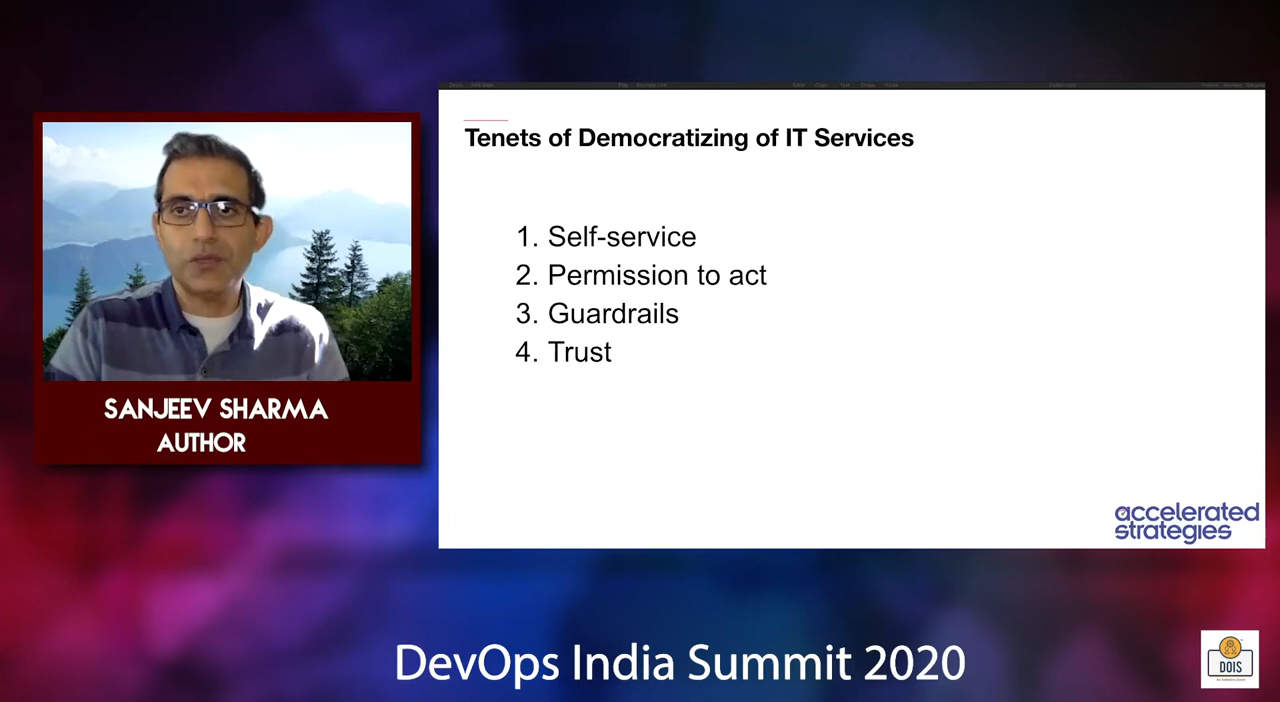 Tenets of Democratizing of IT Services
1. Self-service
2. Permission to act
3. Guardrails
4. Trust
accelerated
strategies
SANJEEV SHARMA
AUTHOR
DevOps India Summit 2020
DOIS